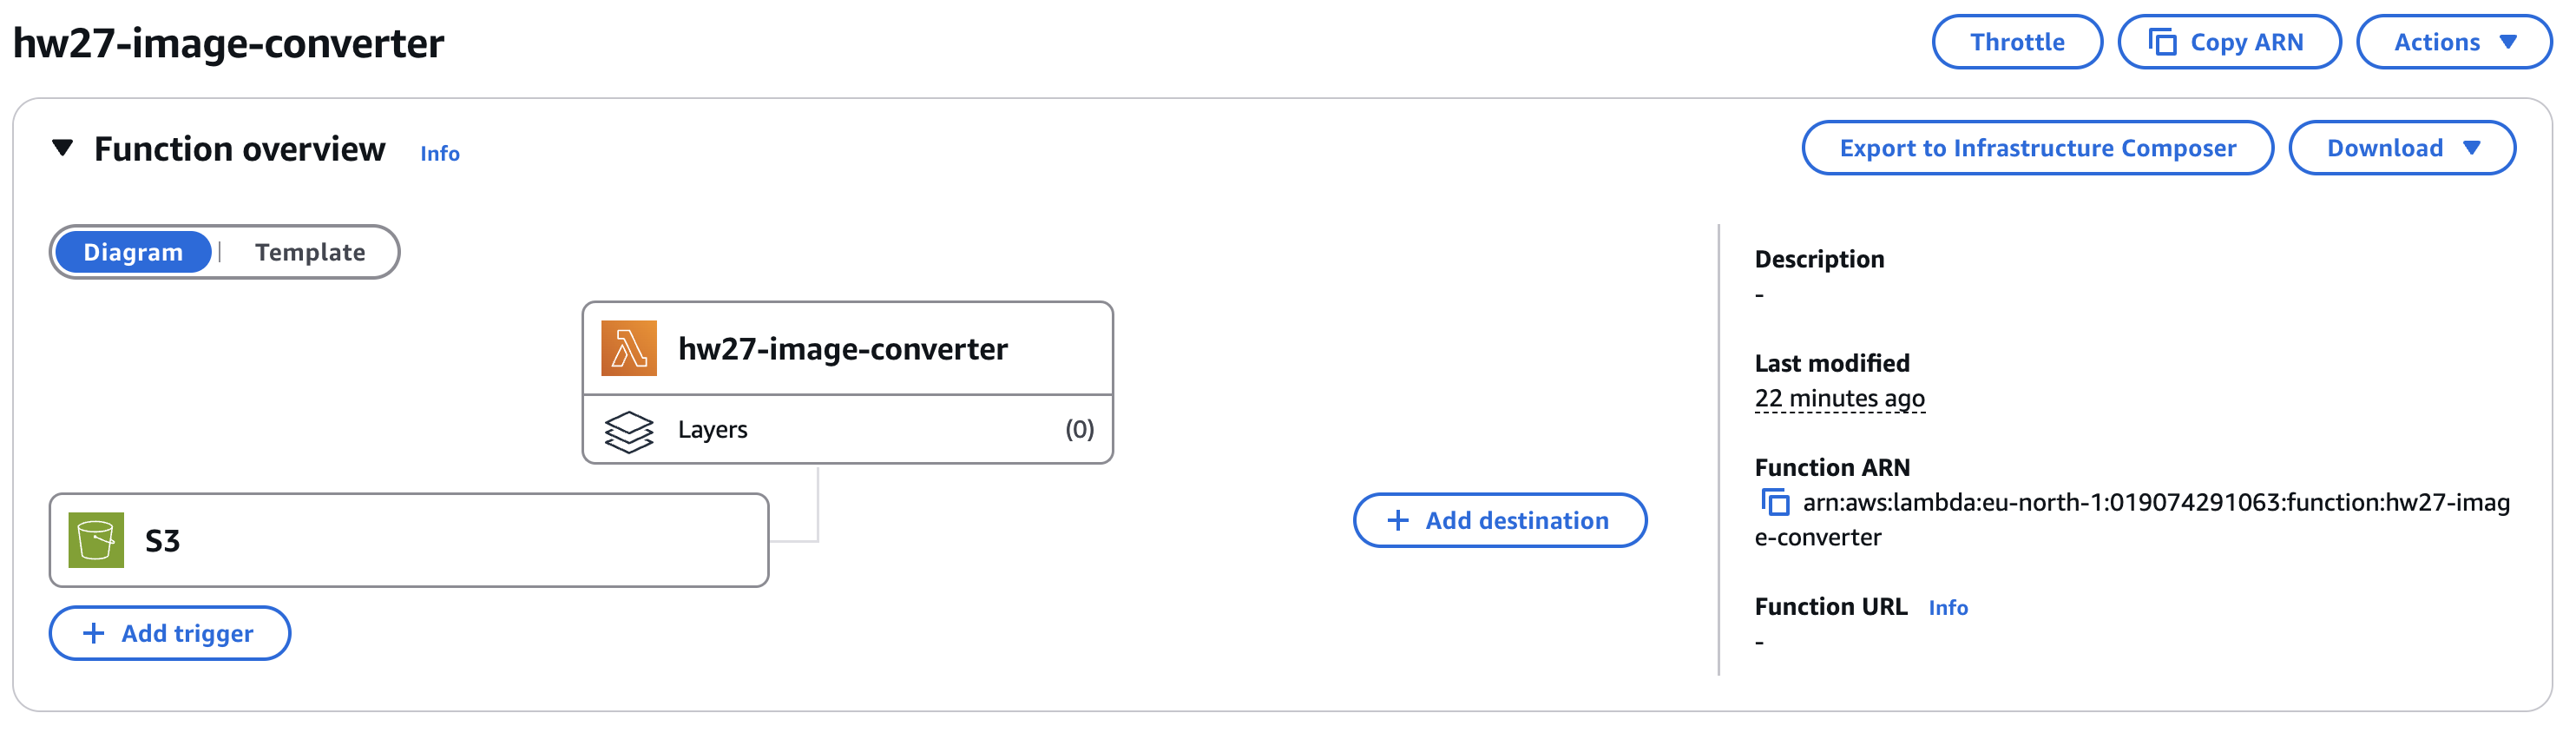 hw27-image-converter
Throttle
Copy ARN
Actions
Function overview Info
Export to Infrastructure Composer
Download
Diagram | Template
hw27-image-converter
Layers (0)
S3
+ Add trigger
+ Add destination
Description
-
Last modified
22 minutes ago
Function ARN
arn:aws:lambda:eu-north-1:019074291063:function:hw27-imag
e-converter
Function URL Info
-